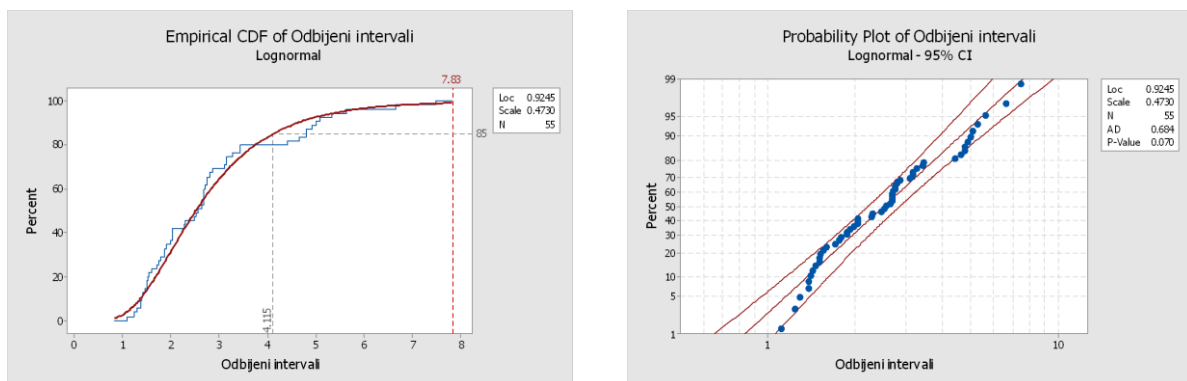 Empirical CDF of Odbijeni intervali
Lognormal
7.83
100
80
60
40
20
0
85
4.115
Percent
0 1 2 3 4 5 6 7 8
Odbijeni intervali
Loc 0.9245
Scale 0.4730
N 55
Probability Plot of Odbijeni intervali
Lognormal - 95% CI
99
95
90
80
70
60
50
40
30
20
10
5
1
Percent
1 10
Odbijeni intervali
Loc 0.9245
Scale 0.4730
N 55
AD 0.684
P-Value 0.070